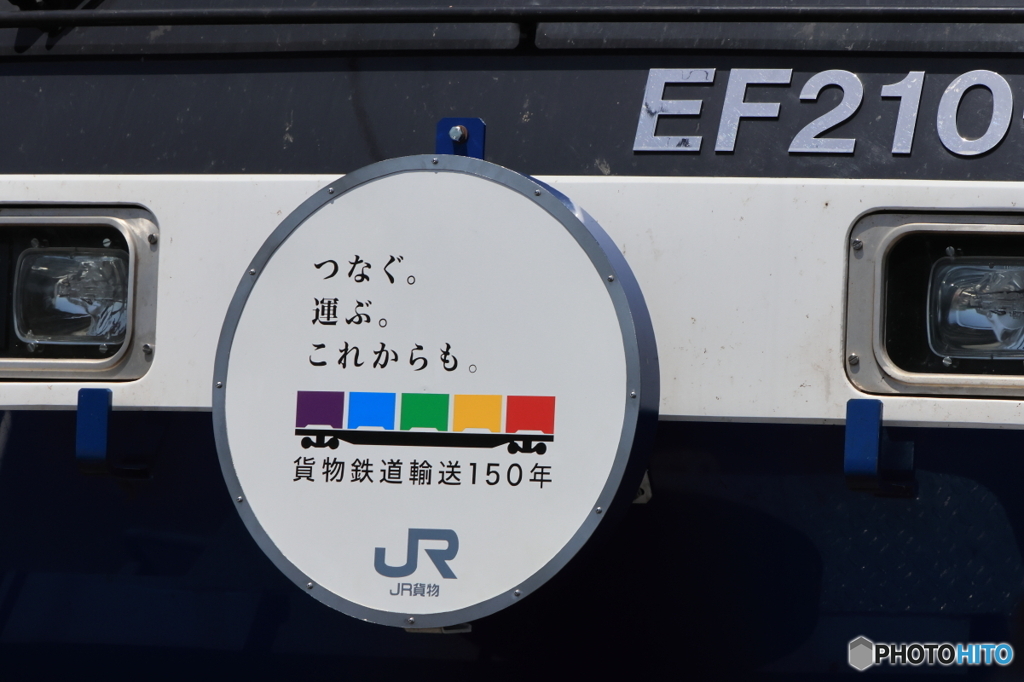 EF210-
つなぐ。
運ぶ。
これからも。
貨物鉄道輸送150年
JR
JR貨物
PHOTOHITO